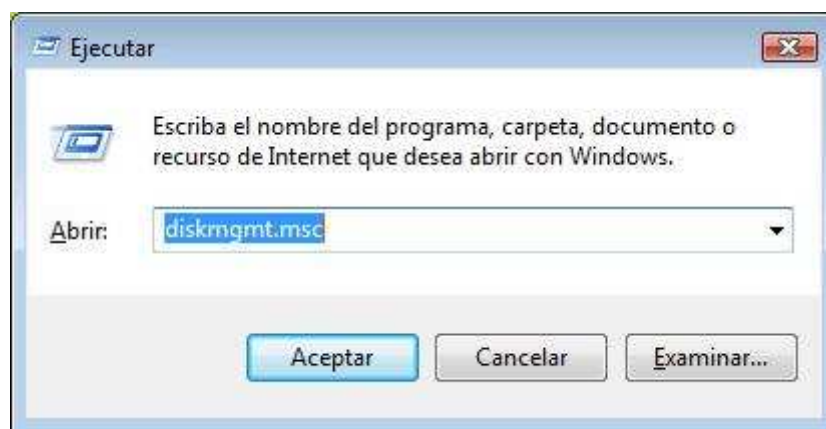 Ejecutar
Escriba el nombre del programa, carpeta, documento o
recurso de Internet que desea abrir con Windows.
Abrir:
diskmgmt.msc
Aceptar
Cancelar
Examinar...